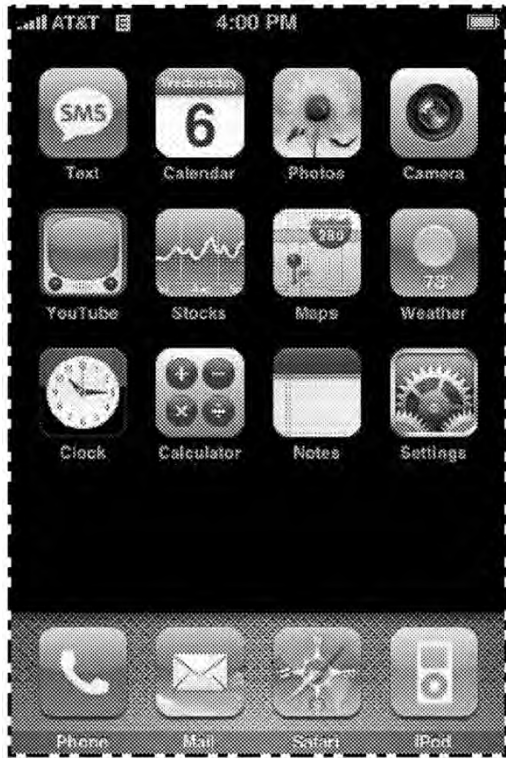 AT&T E 4:00 PM
SMS Wednesday 6
Text Calendar Photos Camera
280 73°
YouTube Stocks Maps Weather
Clock Calculator Notes Settings
Phone Mail Safari iPod